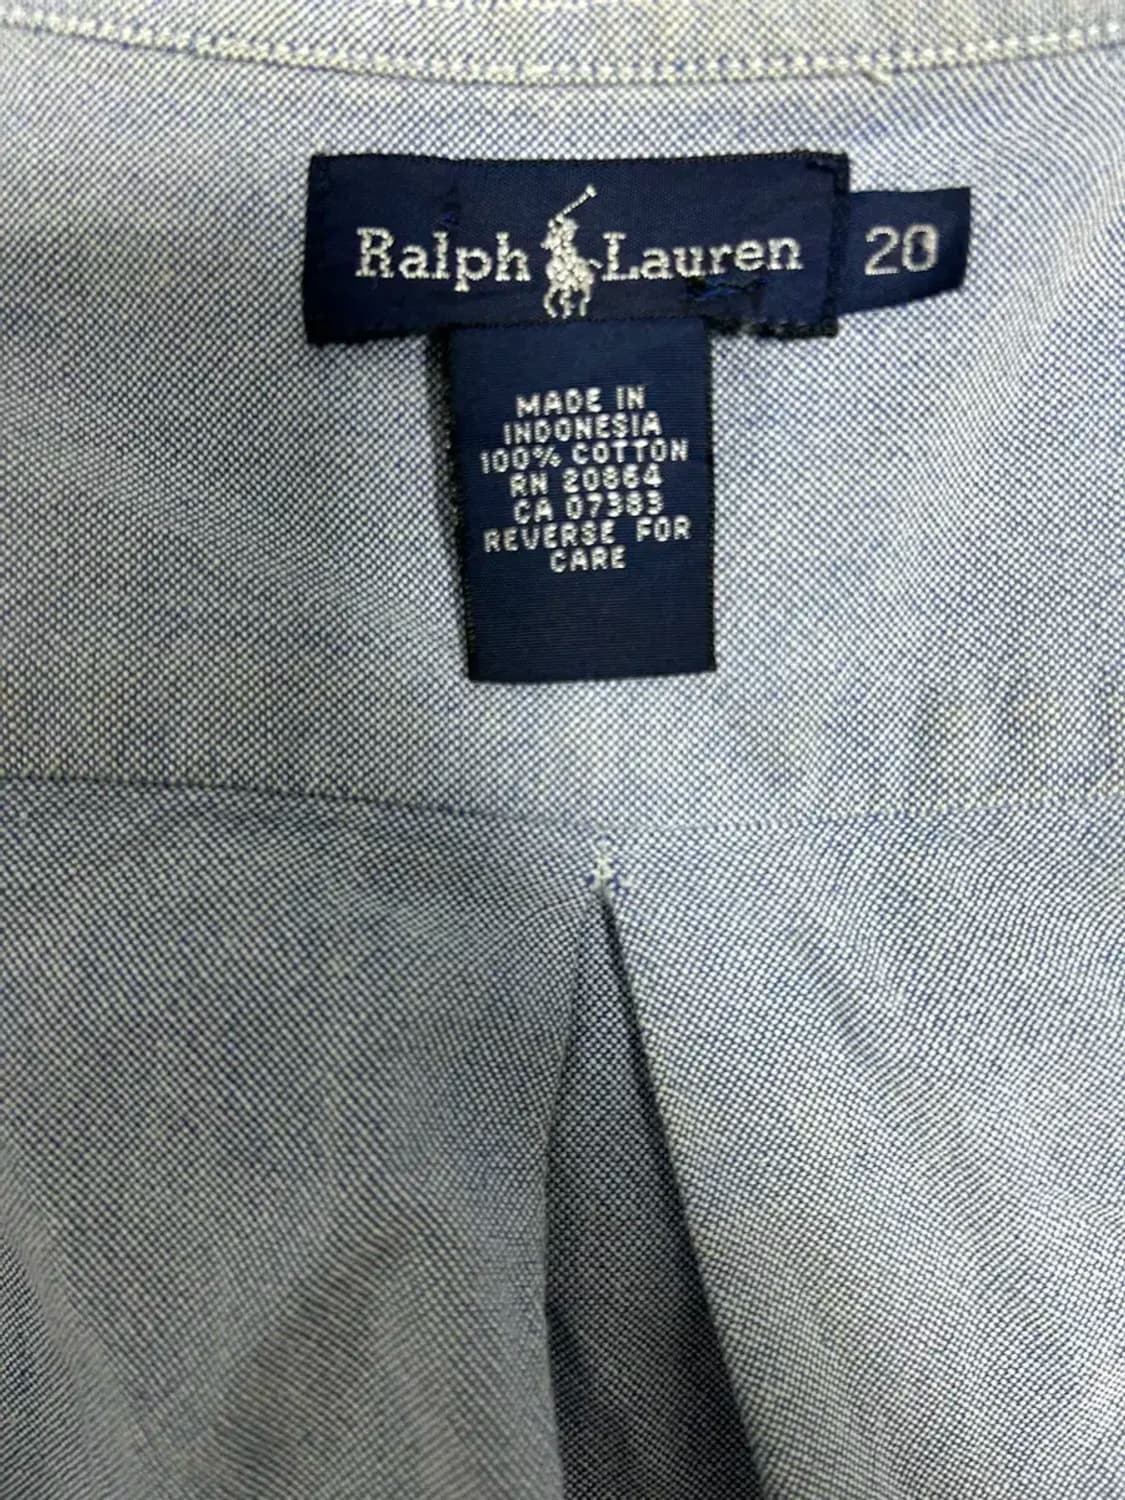 Ralph Lauren 20
MADE IN
INDONESIA
100% COTTON
RN 20864
CA 07383
REVERSE FOR
CARE